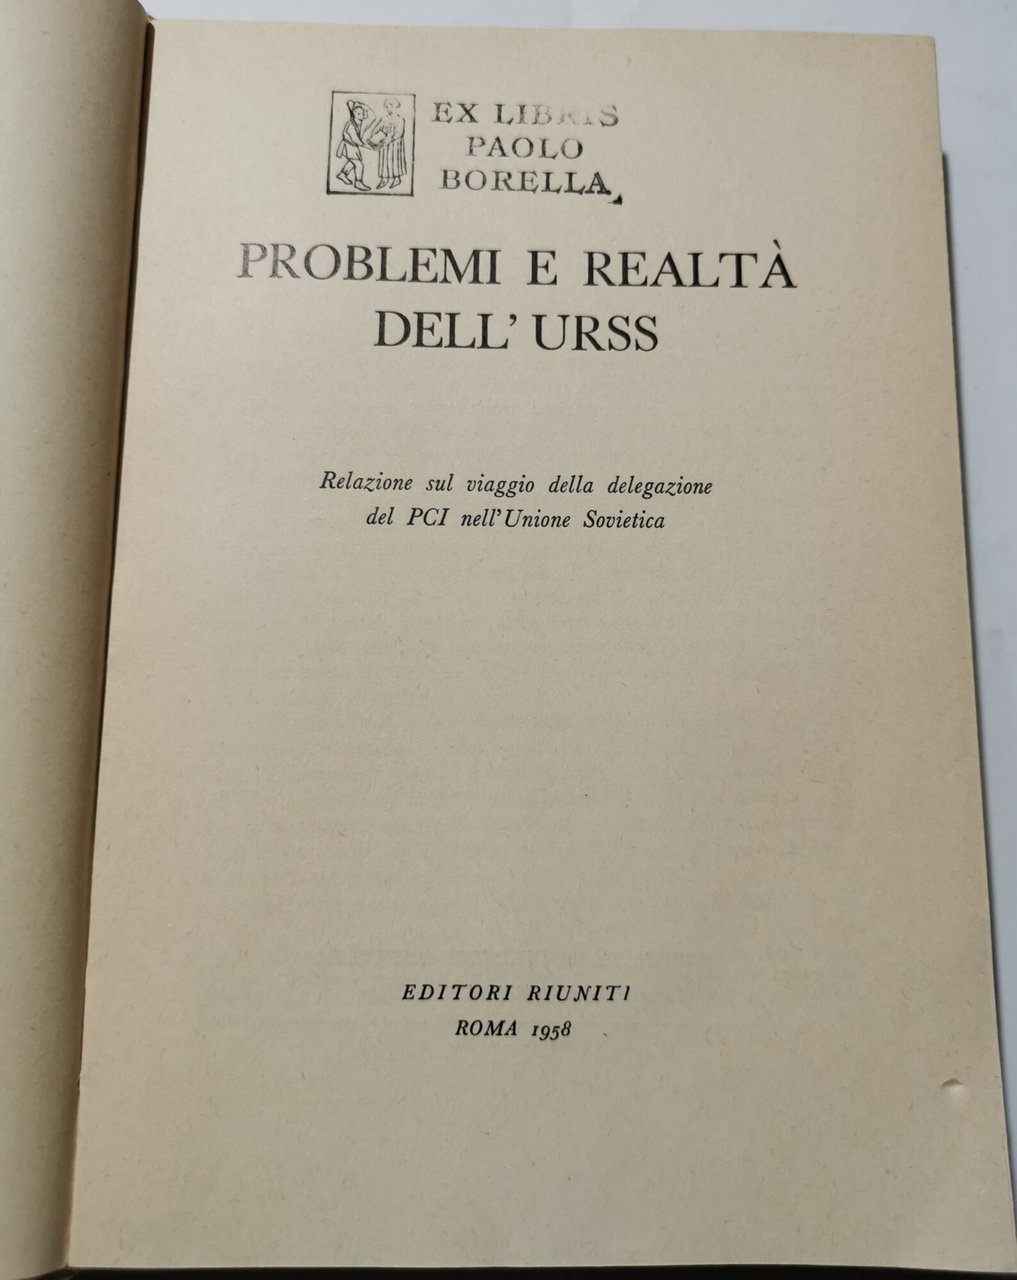 EX LIBRIS
PAOLO
BORELLA
PROBLEMI E REALTÀ
DELL' URSS
Relazione sul viaggio della delegazione
del PCI nell'Unione Sovietica
EDITORI RIUNITI
ROMA 1958